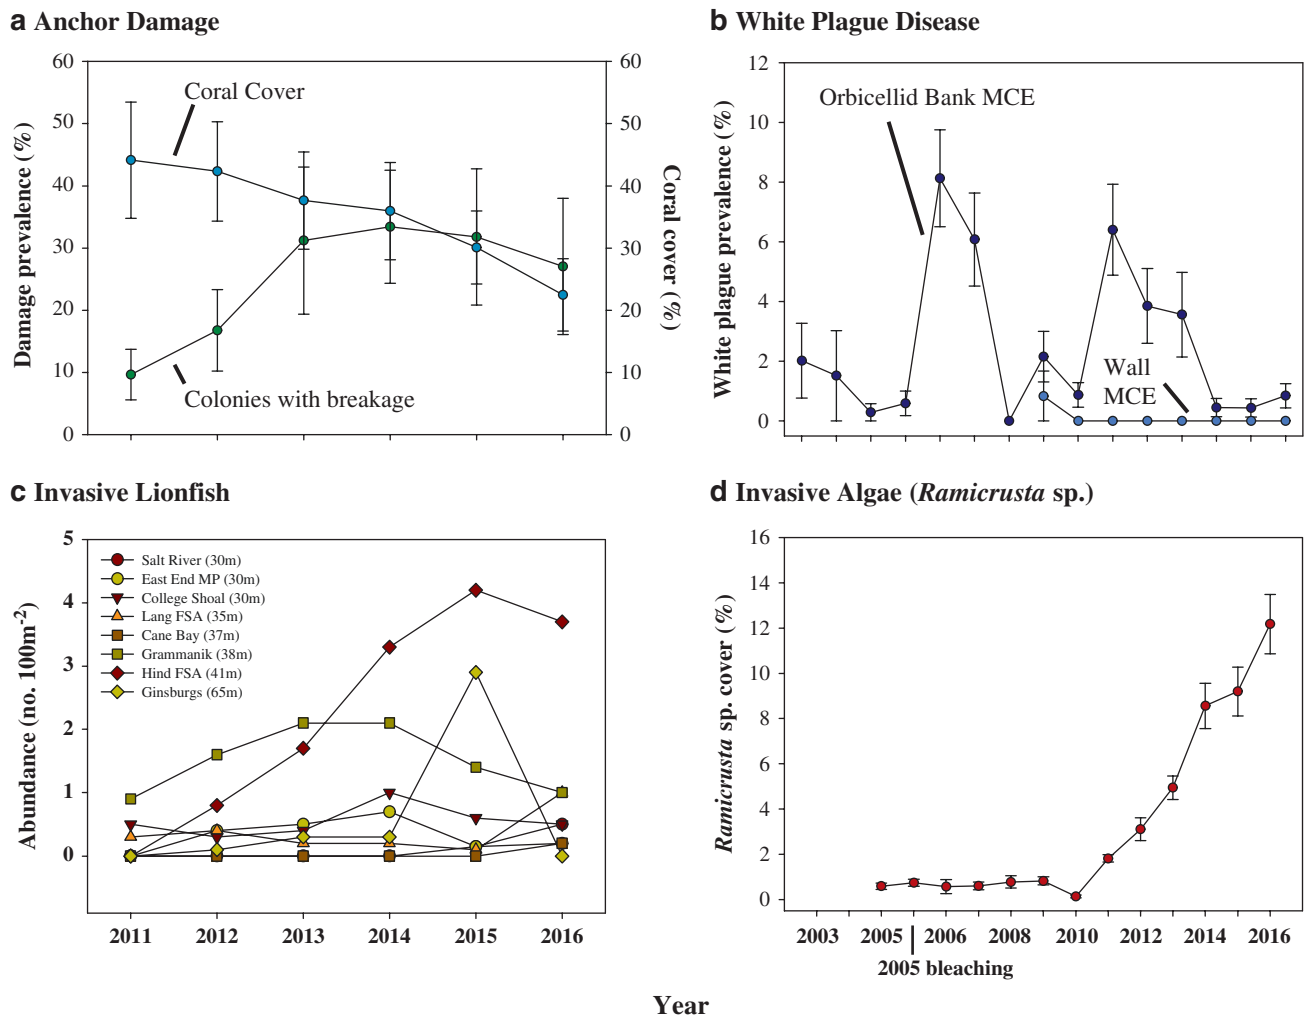 a Anchor Damage
60
50
40
30
20
10
0
Damage prevalence (%)
Coral Cover
Colonies with breakage
60
50
40
30
20
10
0
Coral cover (%)
b White Plague Disease
12
10
8
6
4
2
0
White plague prevalence (%)
Orbicellid Bank MCE
Wall
MCE
c Invasive Lionfish
5
4
3
2
1
0
Abundance (no. 100m⁻²)
Salt River (30m)
East End MP (30m)
College Shoal (30m)
Lang FSA (35m)
Cane Bay (37m)
Grammanik (38m)
Hind FSA (41m)
Ginsburgs (65m)
2011 2012 2013 2014 2015 2016
d Invasive Algae (Ramicrusta sp.)
16
14
12
10
8
6
4
2
0
Ramicrusta sp. cover (%)
2003 2005 2006 2008 2010 2012 2014 2016
2005 bleaching
Year